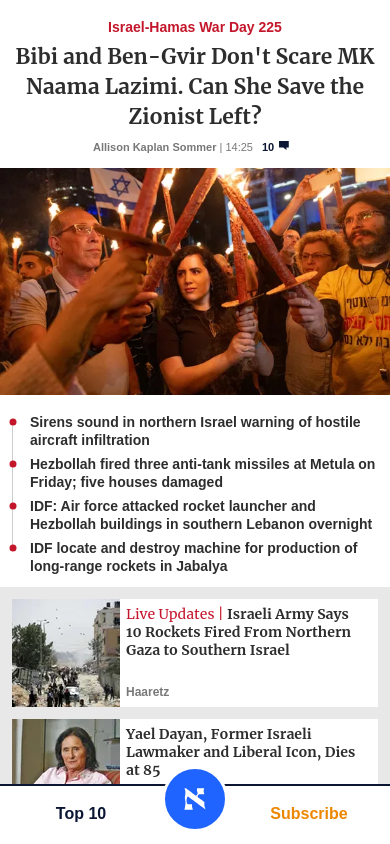 Israel-Hamas War Day 225
Bibi and Ben-Gvir Don't Scare MK
Naama Lazimi. Can She Save the
Zionist Left?
Allison Kaplan Sommer | 14:25 10
Sirens sound in northern Israel warning of hostile
aircraft infiltration
Hezbollah fired three anti-tank missiles at Metula on
Friday; five houses damaged
IDF: Air force attacked rocket launcher and
Hezbollah buildings in southern Lebanon overnight
IDF locate and destroy machine for production of
long-range rockets in Jabalya
Live Updates | Israeli Army Says
10 Rockets Fired From Northern
Gaza to Southern Israel
Haaretz
Yael Dayan, Former Israeli
Lawmaker and Liberal Icon, Dies
at 85
Top 10
Subscribe